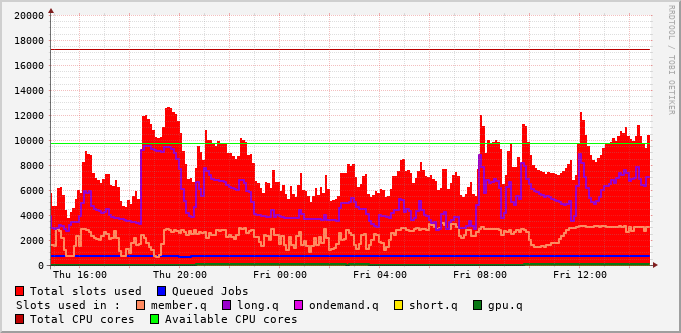 RRDTOOL / TOBI OETIKER
20000
18000
16000
14000
12000
10000
8000
6000
4000
2000
0
Thu 16:00 Thu 20:00 Fri 00:00 Fri 04:00 Fri 08:00 Fri 12:00
Total slots used Queued Jobs
Slots used in : member.q long.q ondemand.q short.q gpu.q
Total CPU cores Available CPU cores